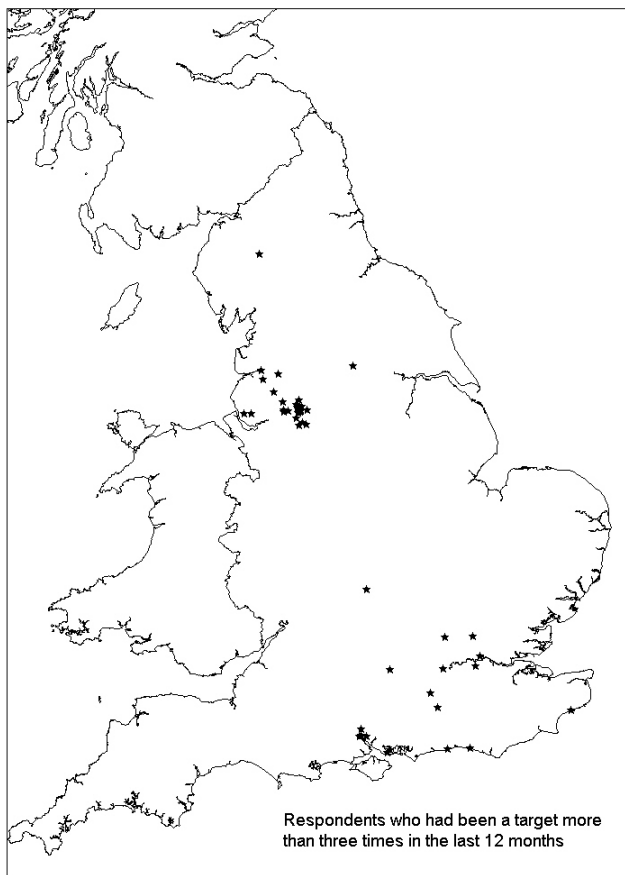 Respondents who had been a target more
than three times in the last 12 months